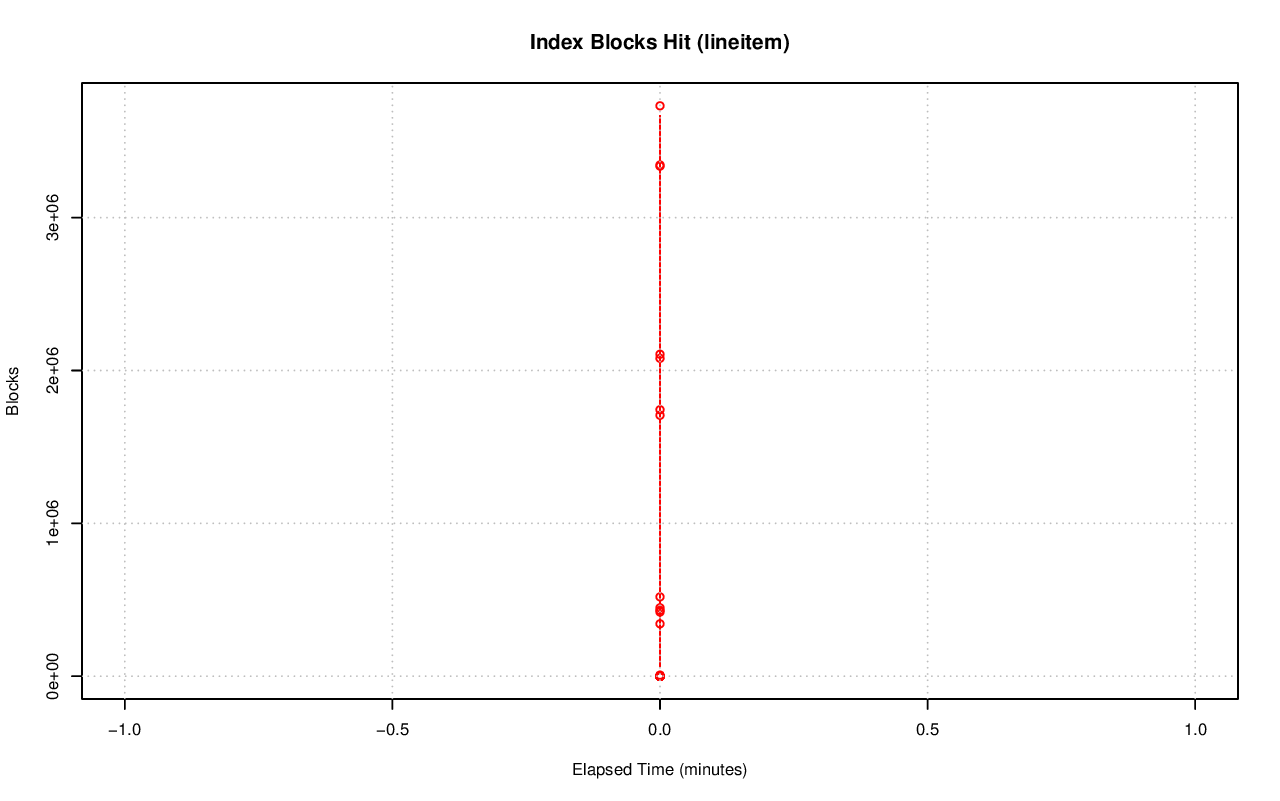 Index Blocks Hit (lineitem)
Blocks
3e+06
2e+06
1e+06
0e+00
−1.0
−0.5
0.0
0.5
1.0
Elapsed Time (minutes)